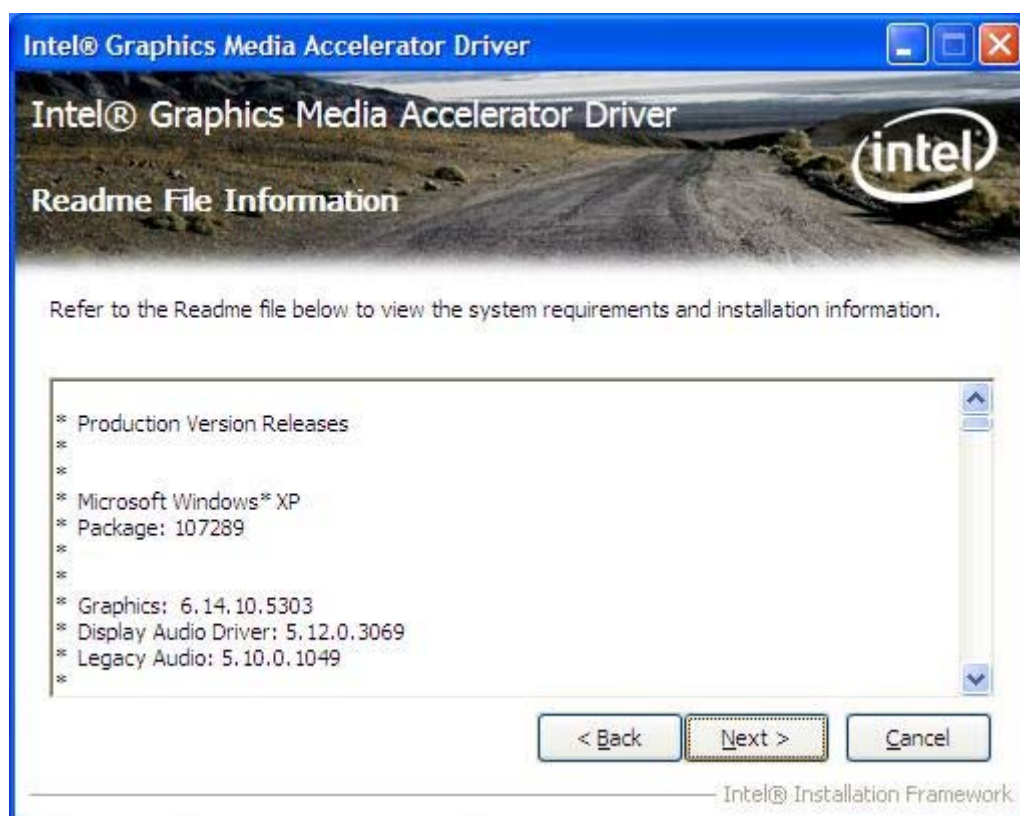 Intel® Graphics Media Accelerator Driver
Intel® Graphics Media Accelerator Driver
intel
Readme File Information
Refer to the Readme file below to view the system requirements and installation information.
* Production Version Releases
*
*
* Microsoft Windows* XP
* Package: 107289
*
*
* Graphics: 6.14.10.5303
* Display Audio Driver: 5.12.0.3069
* Legacy Audio: 5.10.0.1049
*
< Back Next > Cancel
Intel® Installation Framework